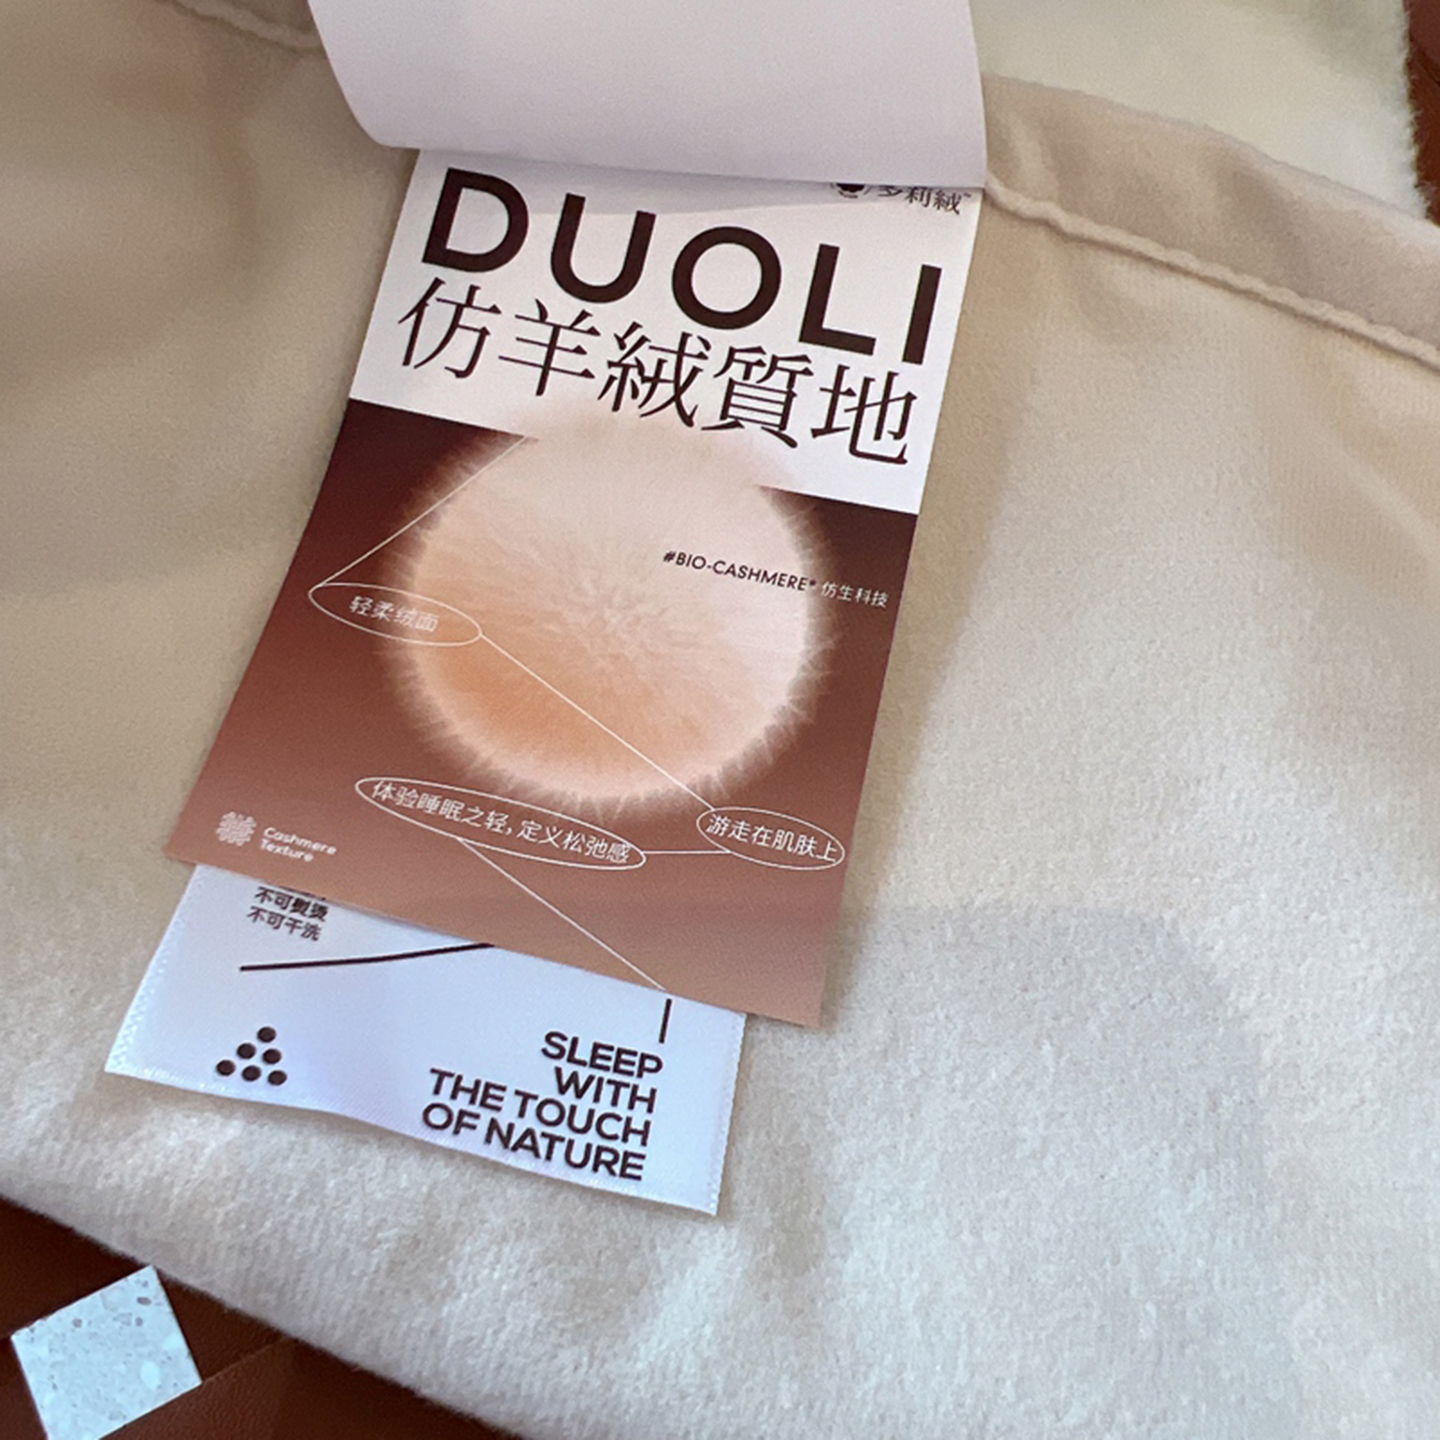 多利絨
DUOLI
仿羊絨質地
#BIO-CASHMERE® 仿生科技
轻柔绒面
体验睡眠之轻，定义松弛感
游走在肌肤上
Cashmere
Texture
不可熨烫
不可干洗
SLEEP
WITH
THE TOUCH
OF NATURE